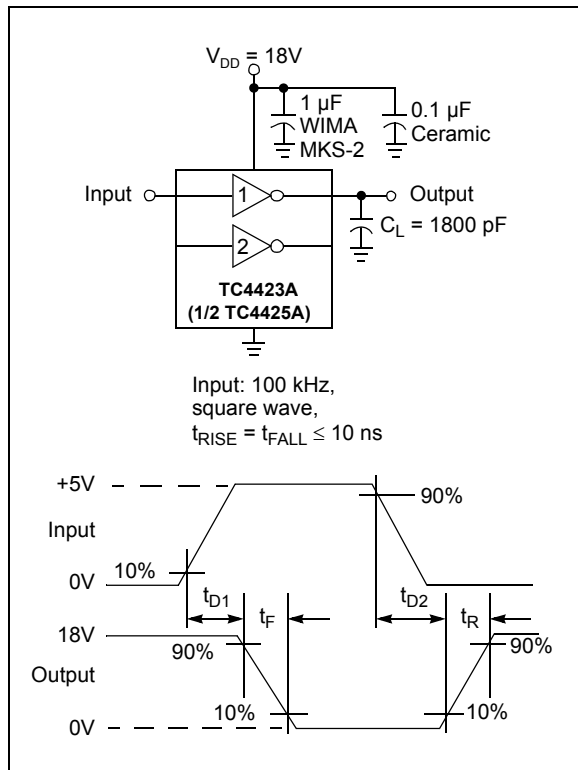 V_DD = 18V
1 µF
WIMA
MKS-2
0.1 µF
Ceramic
Input
1
Output
C_L = 1800 pF
2
TC4423A
(1/2 TC4425A)
Input: 100 kHz,
square wave,
t_RISE = t_FALL ≤ 10 ns
+5V
90%
Input
10%
0V
t_D1
t_F
t_D2
t_R
18V
90%
90%
Output
10%
10%
0V